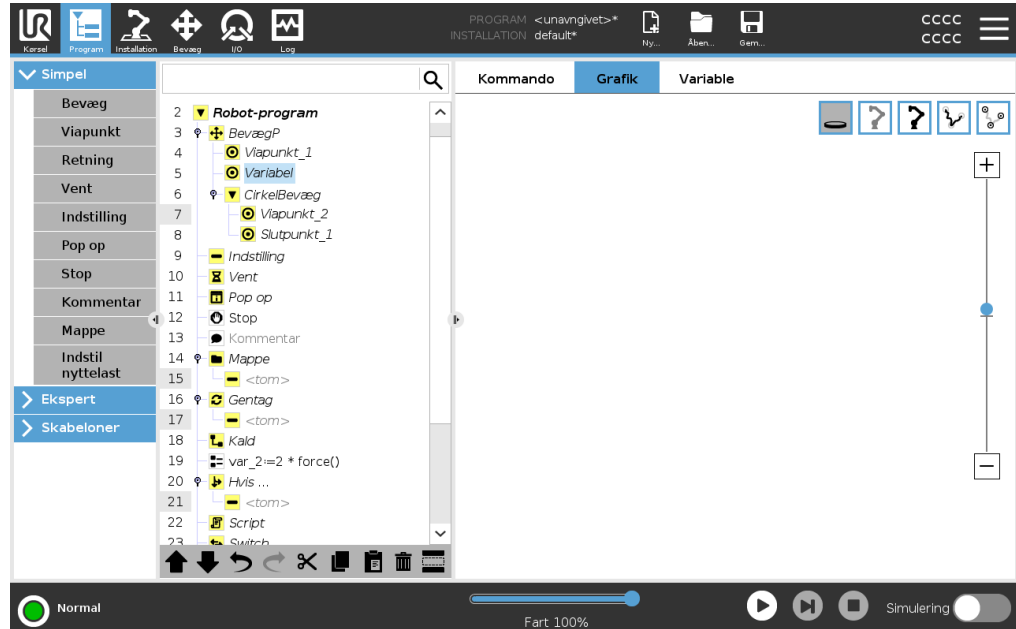 PROGRAM <unavngivet>*
INSTALLATION default*
Kørsel Program Installation Bevæg I/O Log
Ny... Åben... Gem...
CCCC
CCCC
Simpel
Bevæg
Viapunkt
Retning
Vent
Indstilling
Pop op
Stop
Kommentar
Mappe
Indstil
nyttelast
Ekspert
Skabeloner
2 Robot-program
3 BevægP
4 Viapunkt_1
5 Variabel
6 CirkelBevæg
7 Viapunkt_2
8 Slutpunkt_1
9 Indstilling
10 Vent
11 Pop op
12 Stop
13 Kommentar
14 Mappe
15 <tom>
16 Gentag
17 <tom>
18 Kald
19 var_2:=2 * force()
20 Hvis ...
21 <tom>
22 Script
23 Switch
Kommando Grafik Variable
Normal
Fart 100%
Simulering